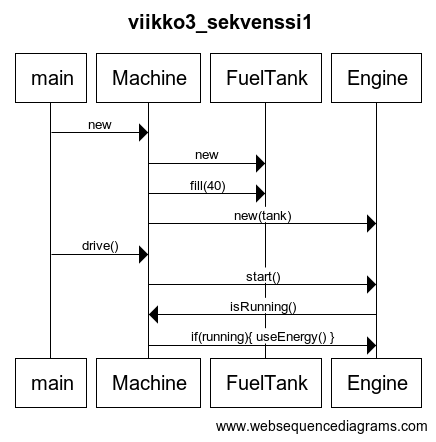 viikko3_sekvenssi1
main Machine FuelTank Engine
new
new
fill(40)
new(tank)
drive()
start()
isRunning()
if(running){ useEnergy() }
main Machine FuelTank Engine
www.websequencediagrams.com